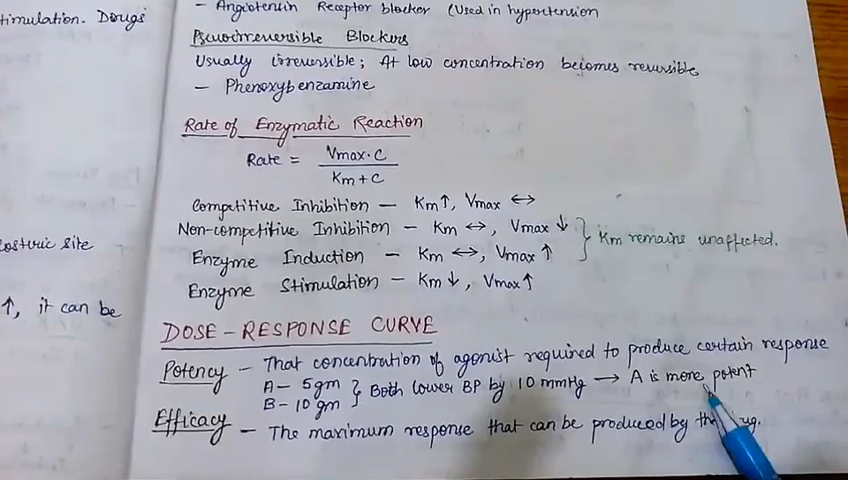 timulation. Drugs
- Angiotensin Receptor blocker (Used in hypertension
Pseuoirreversible Blockers
Usually irreversible; At low concentration becomes reversible
- Phenoxybenzamine
Rate of Enzymatic Reaction
Rate = Vmax. C
Km + C
Competitive Inhibition - Km ↑, Vmax ↔
Non-competitive Inhibition - Km ↔, Vmax ↓ } Km remains unaffected.
osteric site
Enzyme Induction - Km ↔, Vmax ↑
Enzyme Stimulation - Km ↓, Vmax ↑
↑, it can be
DOSE-RESPONSE CURVE
Potency - That concentration of agonist required to produce certain response
A - 5gm } Both lower BP by 10 mmHg → A is more potent
B - 10 gm
Efficacy - The maximum response that can be produced by